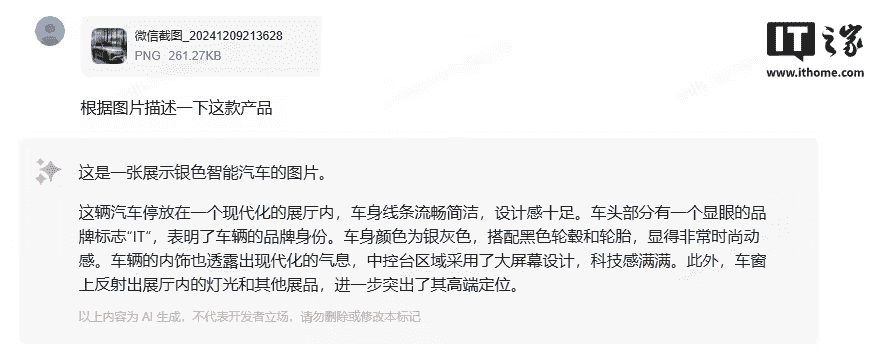 微信截图_20241209213628
PNG 261.27KB
IT之家
www.ithome.com
根据图片描述一下这款产品
这是一张展示银色智能汽车的图片。
这辆汽车停放在一个现代化的展厅内，车身线条流畅简洁，设计感十足。车头部分有一个显眼的品
牌标志“IT”，表明了车辆的品牌身份。车身颜色为银灰色，搭配黑色轮毂和轮胎，显得非常时尚动
感。车辆的内饰也透露出现代化的气息，中控台区域采用了大屏幕设计，科技感满满。此外，车窗
上反射出展厅内的灯光和其他展品，进一步突出了其高端定位。
以上内容为 AI 生成，不代表开发者立场，请勿删除或修改本标记